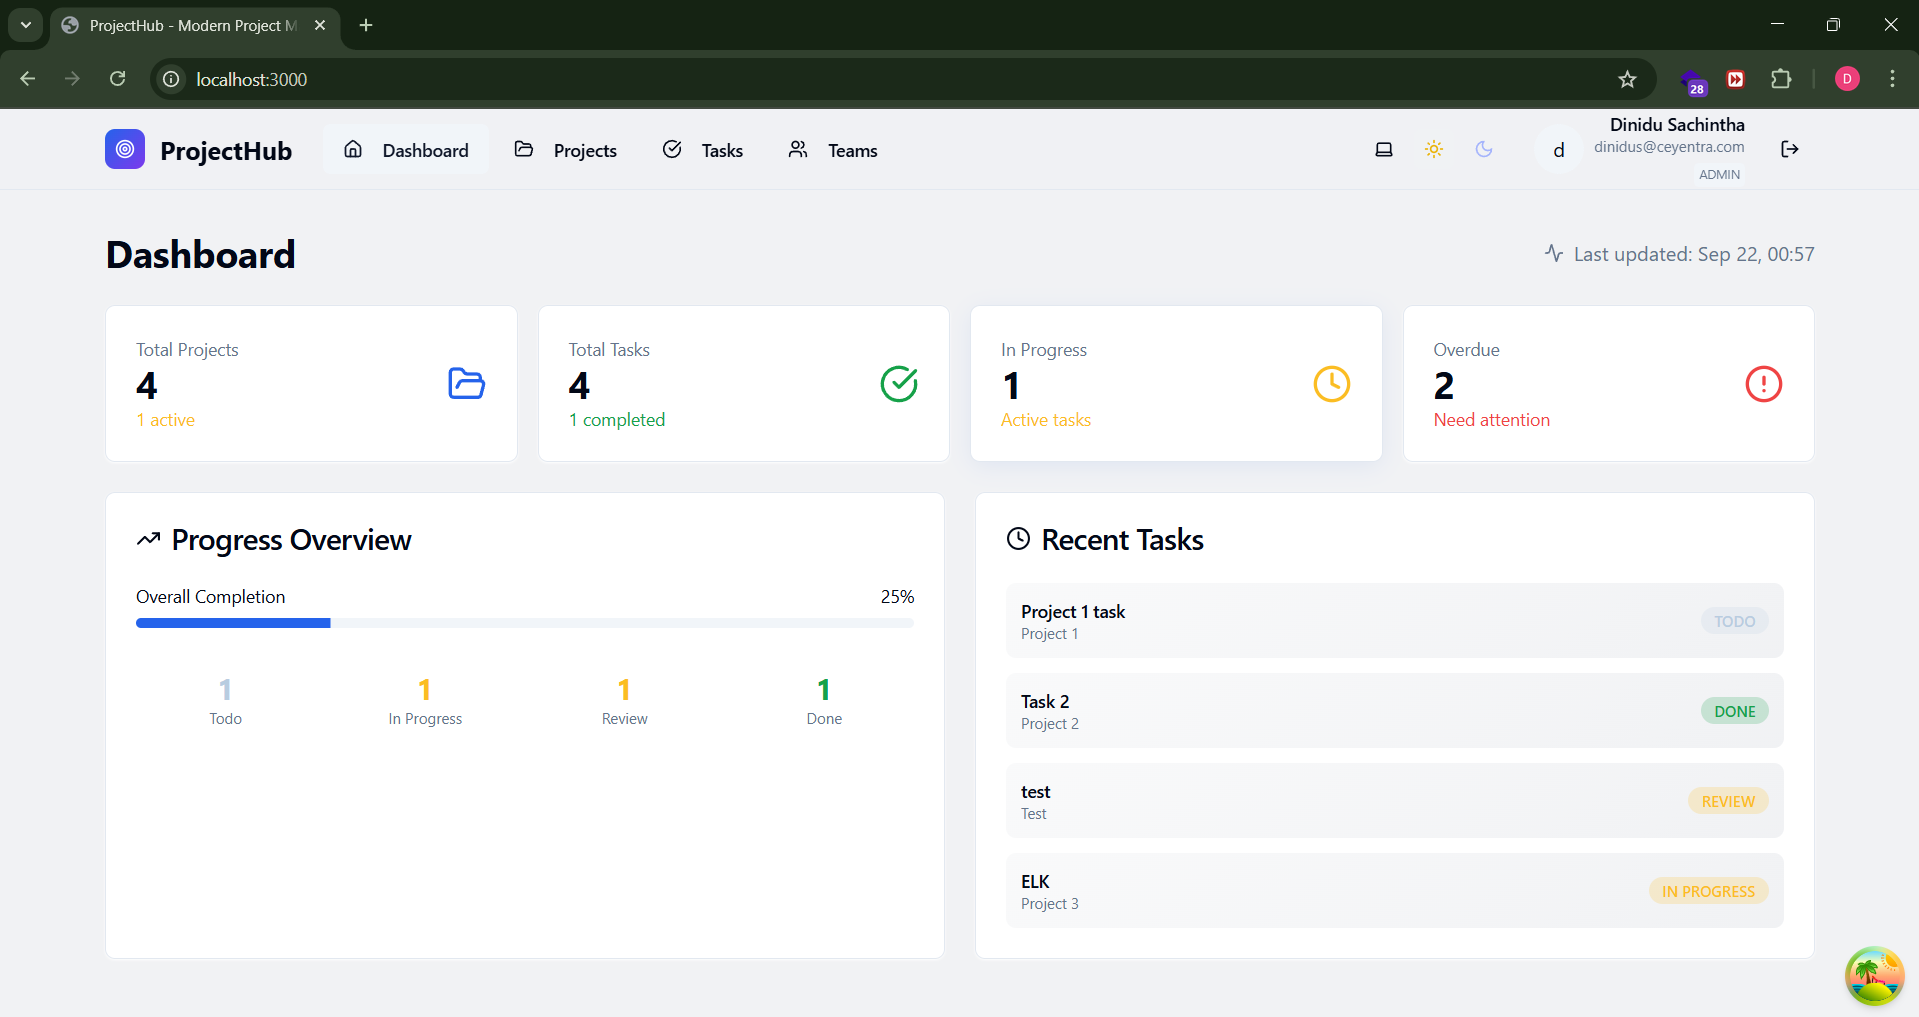 ProjectHub - Modern Project M
localhost:3000
28
D
ProjectHub
Dashboard
Projects
Tasks
Teams
d
Dinidu Sachintha
dinidus@ceyentra.com
ADMIN
Dashboard
Last updated: Sep 22, 00:57
Total Projects
4
1 active
Total Tasks
4
1 completed
In Progress
1
Active tasks
Overdue
2
Need attention
Progress Overview
Overall Completion
25%
1
Todo
1
In Progress
1
Review
1
Done
Recent Tasks
Project 1 task
Project 1
TODO
Task 2
Project 2
DONE
test
Test
REVIEW
ELK
Project 3
IN PROGRESS